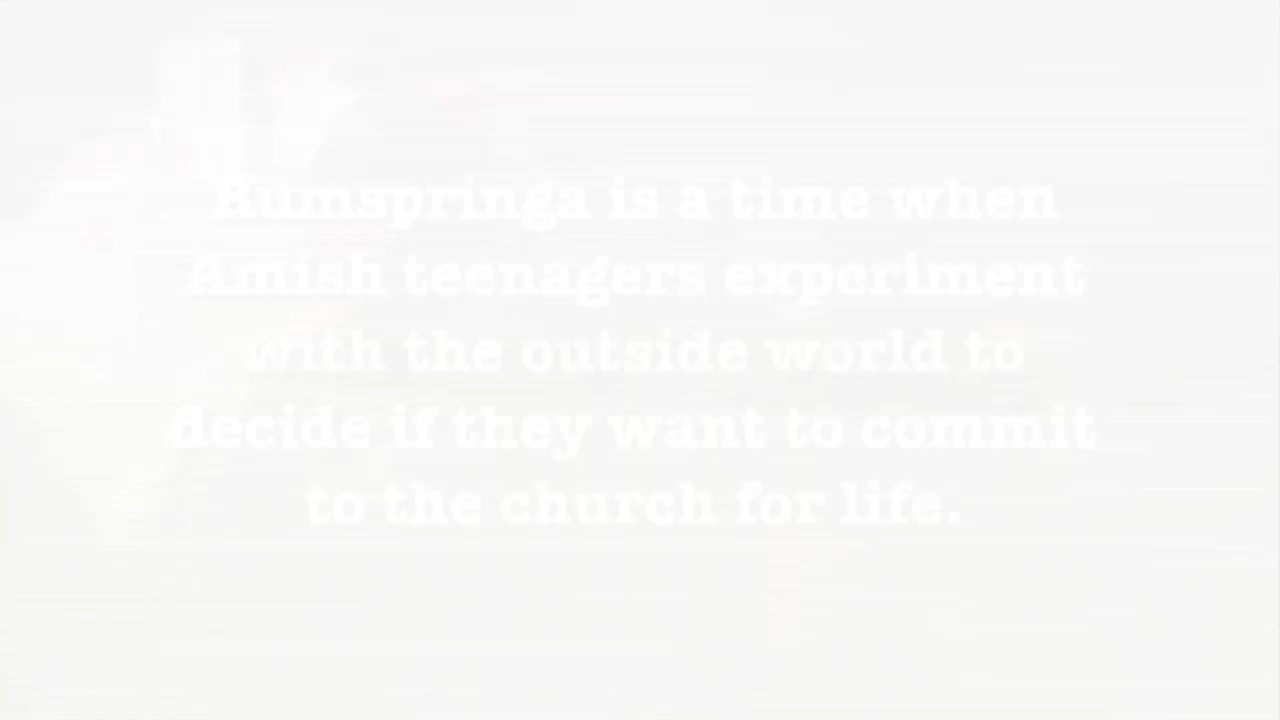 Rumspringa is a time when
Amish teenagers experiment
with the outside world to
decide if they want to commit
to the church for life.